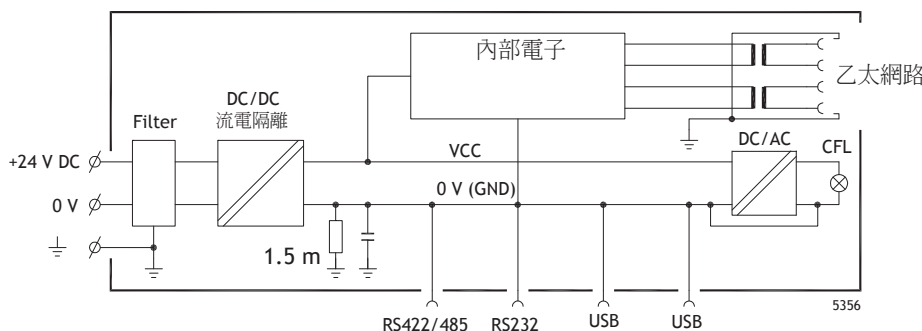 內部電子
乙太網路
DC/DC
流電隔離
Filter
DC/AC
CFL
+24 V DC
VCC
0 V
0 V (GND)
1.5 m
5356
RS422/485
RS232
USB
USB